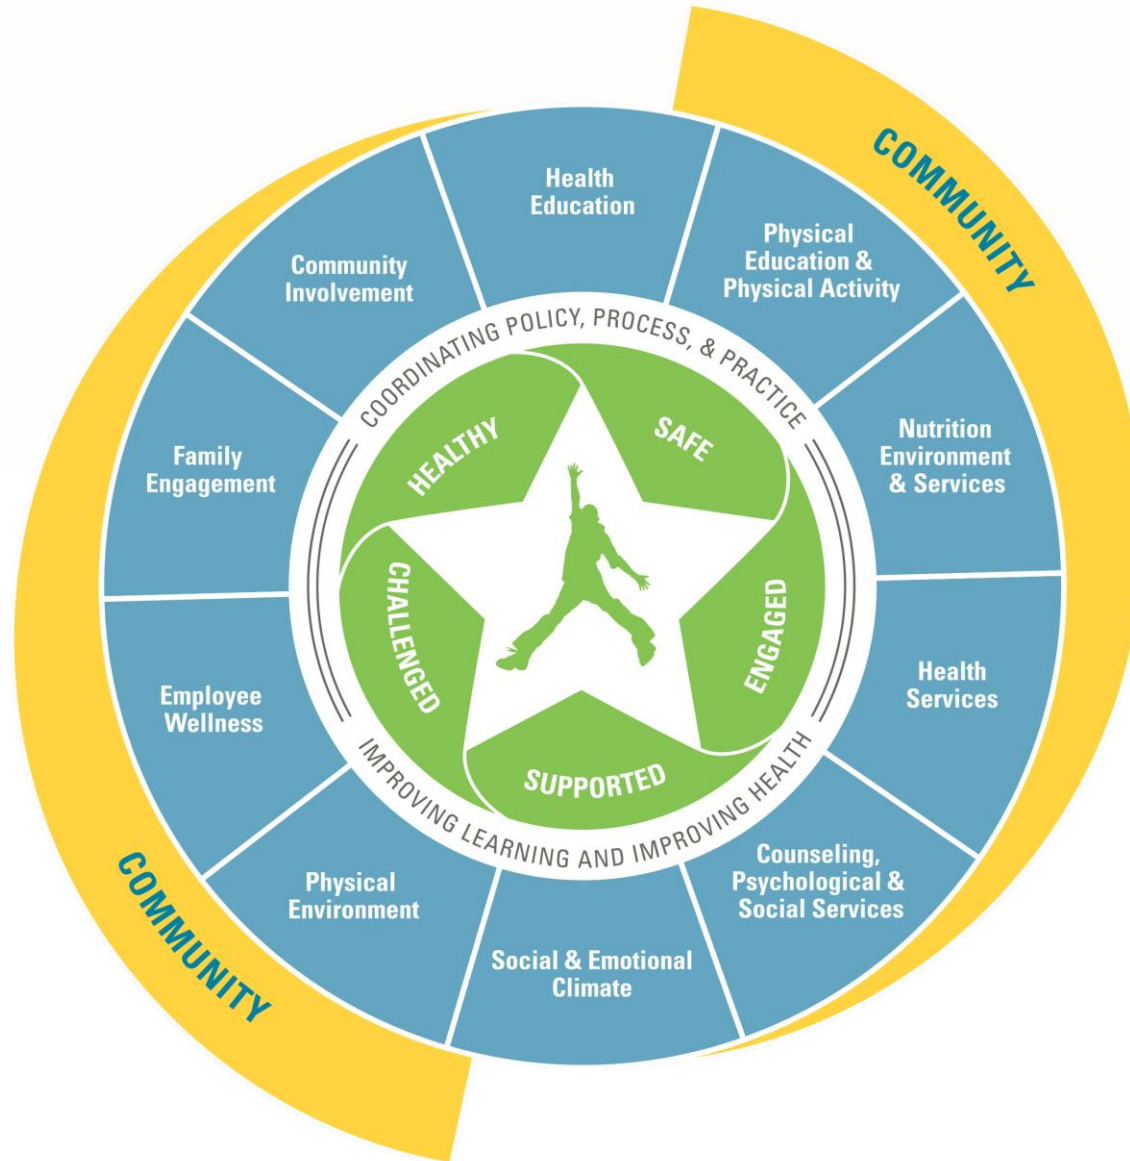 COMMUNITY
Health
Education
Physical
Education &
Physical Activity
Nutrition
Environment
& Services
Health
Services
Counseling,
Psychological &
Social Services
Social & Emotional
Climate
Physical
Environment
Employee
Wellness
Family
Engagement
Community
Involvement
COORDINATING POLICY, PROCESS, & PRACTICE
IMPROVING LEARNING AND IMPROVING HEALTH
HEALTHY
SAFE
ENGAGED
SUPPORTED
CHALLENGED
COMMUNITY